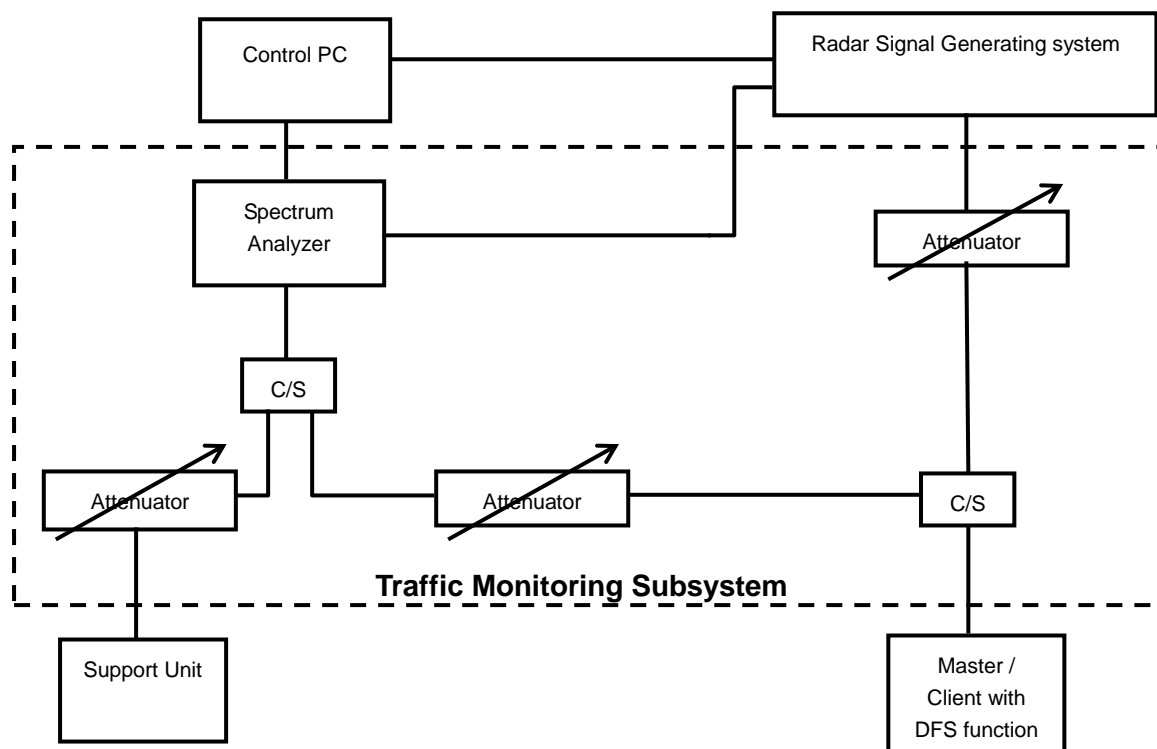 Control PC
Radar Signal Generating system
Spectrum
Analyzer
Attenuator
C/S
Attenuator
Attenuator
C/S
Traffic Monitoring Subsystem
Support Unit
Master /
Client with
DFS function